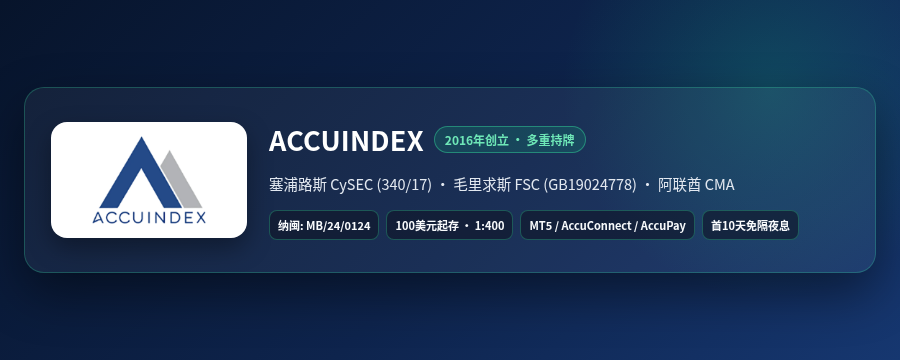 ACCUINDEX
ACCUINDEX 2016年创立 · 多重持牌
塞浦路斯 CySEC (340/17) · 毛里求斯 FSC (GB19024778) · 阿联酋 CMA
纳闽: MB/24/0124 100美元起存 · 1:400 MT5 / AccuConnect / AccuPay 首10天免隔夜息